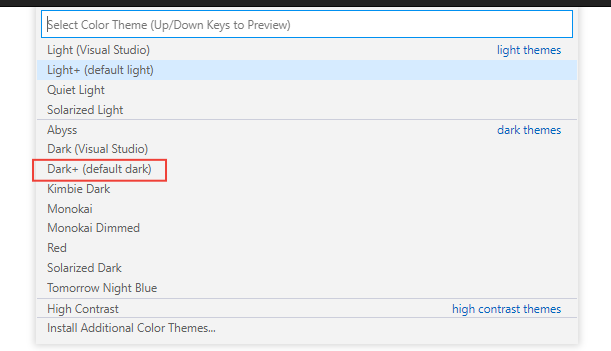 Select Color Theme (Up/Down Keys to Preview)
Light (Visual Studio) light themes
Light+ (default light)
Quiet Light
Solarized Light
Abyss dark themes
Dark (Visual Studio)
Dark+ (default dark)
Kimbie Dark
Monokai
Monokai Dimmed
Red
Solarized Dark
Tomorrow Night Blue
High Contrast high contrast themes
Install Additional Color Themes...